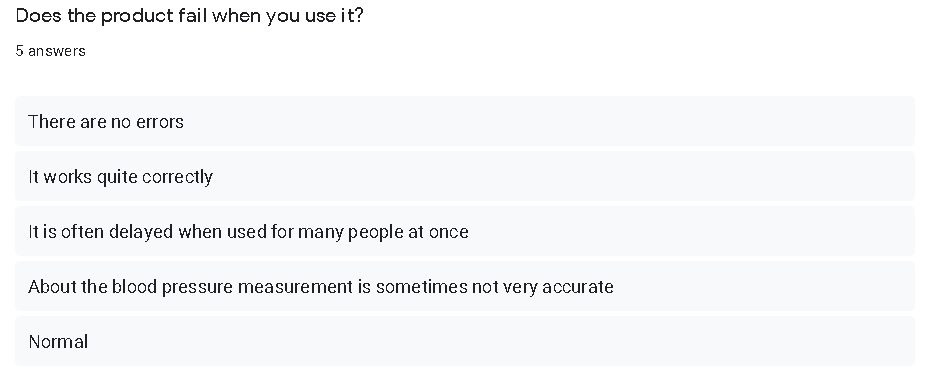 Does the product fail when you use it?
5 answers
There are no errors
It works quite correctly
It is often delayed when used for many people at once
About the blood pressure measurement is sometimes not very accurate
Normal